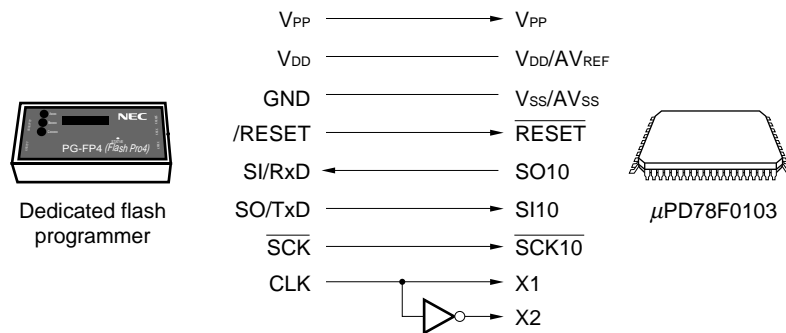 VPP VPP
VDD VDD/AVREF
GND VSS/AVSS
/RESET RESET
SI/RxD SO10
SO/TxD SI10
SCK SCK10
CLK X1
X2
NEC
PG-FP4 (Flash Pro4)
Dedicated flash
programmer
μPD78F0103